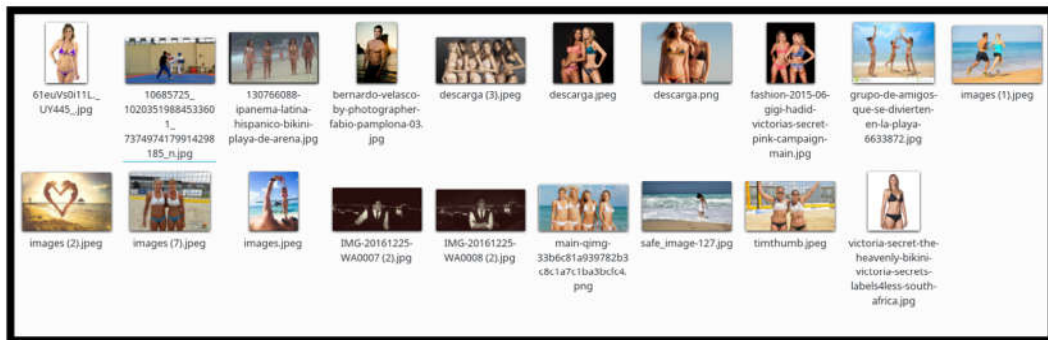 61euVs0i11L._
UY445_.jpg
10685725_
1020351988453360
1_
7374974179914298
185_n.jpg
130766088-
ipanema-latina-
hispanico-bikini-
playa-de-arena.jpg
bernardo-velasco-
by-photographer-
fabio-pamplona-03.
jpg
descarga (3).jpeg
descarga.jpeg
descarga.png
fashion-2015-06-
gigi-hadid-
victorias-secret-
pink-campaign-
main.jpg
grupo-de-amigos-
que-se-divierten-
en-la-playa-
6633872.jpg
images (1).jpeg
images (2).jpeg
images (7).jpeg
images.jpeg
IMG-20161225-
WA0007 (2).jpg
IMG-20161225-
WA0008 (2).jpg
main-qimg-
33b6c81a939782b3
c8c1a7c1ba3bcfc4.
png
safe_image-127.jpg
timthumb.jpeg
victoria-secret-the-
heavenly-bikini-
victoria-secrets-
labels4less-south-
africa.jpg